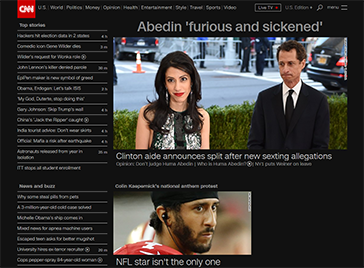 CNN
U.S. World Politics Money Opinion Health Entertainment Style Travel Sports Video
Live TV U.S. Edition menu
Abedin 'furious and sickened'
Top stories
Hackers hit election data in 2 states
Comedic icon Gene Wilder dies
Wilder's request for Wonka role
John Lennon's killer denied parole
EpiPen maker is new symbol of greed
Obama, Erdogan: Let's talk ISIS
'My God, Duterte, stop doing this!'
Gary Johnson: Skip Trump's wall
China's 'Jack the Ripper' caught
India tourist advice: Don't wear skirts
Official: Mafia a risk after earthquake
Astronauts released from year in
isolation
ITT stops all student enrollment
Clinton aide announces split after new sexting allegations
Opinion: Don't judge Huma Abedin | Who is Huma Abedin? | NY1 puts Weiner on leave
News and buzz
Why some steal pills from pets
4.3-million-year-old cold case solved
Michelle Obama's ship comes in
Mixed news for apnea machine users
Escaped teen asks for better mugshot
University hires ex-terror recruiter
Cops pepper-spray 84-year-old woman
Colin Kaepernick's national anthem protest
NFL star isn't the only one